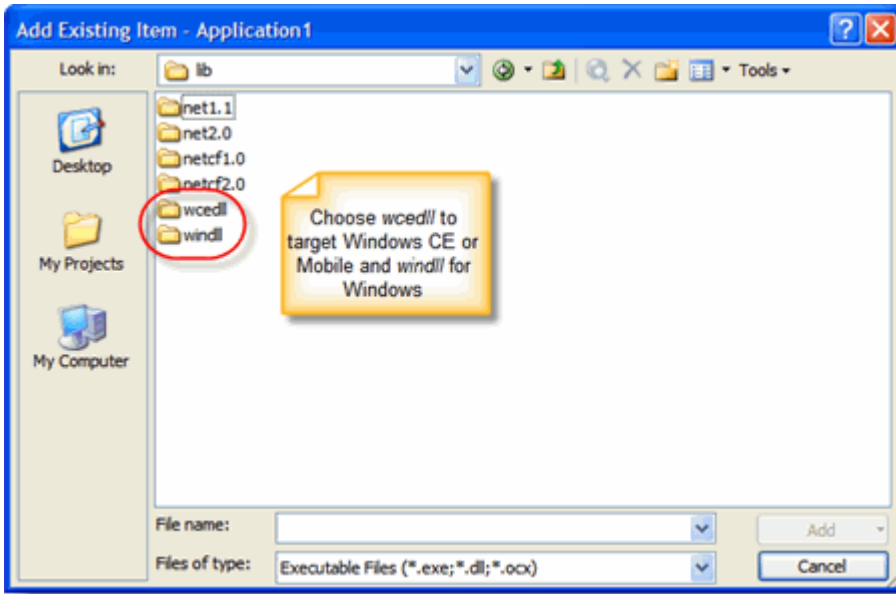 Add Existing Item - Application1
Look in:
lib
Tools
Desktop
My Projects
My Computer
net1.1
net2.0
netcf1.0
netcf2.0
wcedll
windll
Choose wcedll to
target Windows CE or
Mobile and windll for
Windows
File name:
Add
Files of type:
Executable Files (*.exe;*.dll;*.ocx)
Cancel